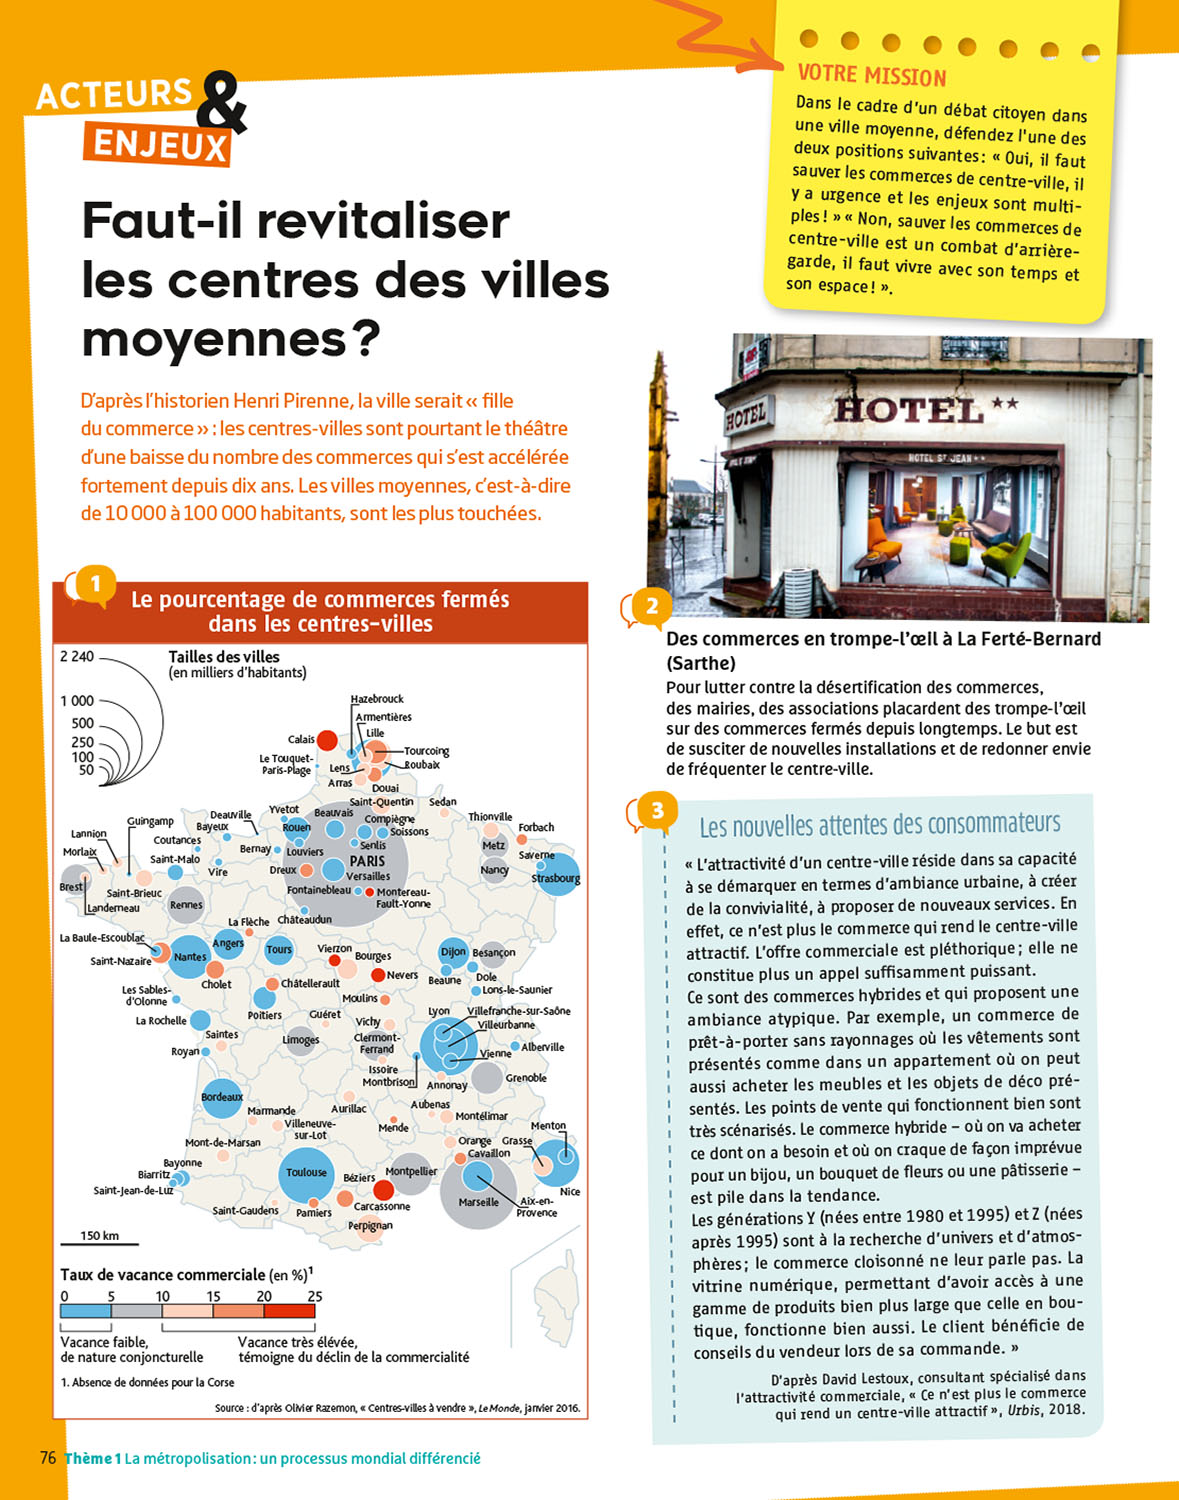 ACTEURS &
ENJEUX
VOTRE MISSION
Dans le cadre d'un débat citoyen dans
une ville moyenne, défendez l'une des
deux positions suivantes : « Oui, il faut
sauver les commerces de centre-ville, il
y a urgence et les enjeux sont multi-
ples ! » « Non, sauver les commerces de
centre-ville est un combat d'arrière-
garde, il faut vivre avec son temps et
son espace ! ».
Faut-il revitaliser
les centres des villes
moyennes ?
D'après l'historien Henri Pirenne, la ville serait « fille
du commerce » : les centres-villes sont pourtant le théâtre
d'une baisse du nombre des commerces qui s'est accélérée
fortement depuis dix ans. Les villes moyennes, c'est-à-dire
de 10 000 à 100 000 habitants, sont les plus touchées.
1
Le pourcentage de commerces fermés
dans les centres-villes
2 240
1 000
500
250
100
50
Tailles des villes
(en milliers d'habitants)
Hazebrouck
Armentières
Lille
Calais
Tourcoing
Roubaix
Le Touquet-
Paris-Plage
Lens
Arras
Douai
Saint-Quentin
Sedan
Thionville
Forbach
Metz
Saverne
Nancy
Strasbourg
Yvetot
Beauvais
Compiègne
Soissons
Rouen
Senlis
Louviers
PARIS
Versailles
Dreux
Fontainebleau
Montereau-
Fault-Yonne
Châteaudun
Deauville
Bayeux
Bernay
Coutances
Vire
Saint-Malo
Guingamp
Lannion
Morlaix
Brest
Saint-Brieuc
Landerneau
Rennes
La Flèche
La Baule-Escoublac
Saint-Nazaire
Nantes
Angers
Tours
Vierzon
Bourges
Dijon
Besançon
Nevers
Beaune
Dole
Lons-le-Saunier
Cholet
Châtellerault
Moulins
Les Sables-
d'Olonne
Poitiers
La Rochelle
Guéret
Vichy
Lyon
Villefranche-sur-Saône
Villeurbanne
Saintes
Limoges
Clermont-
Ferrand
Vienne
Alberville
Royan
Issoire
Montbrison
Annonay
Grenoble
Bordeaux
Marmande
Aurillac
Aubenas
Montélimar
Villeneuve-
sur-Lot
Mende
Menton
Mont-de-Marsan
Orange
Grasse
Cavaillon
Bayonne
Biarritz
Saint-Jean-de-Luz
Toulouse
Béziers
Montpellier
Marseille
Aix-en-
Provence
Nice
Saint-Gaudens
Pamiers
Carcassonne
Perpignan
150 km
Taux de vacance commerciale (en %)¹
0 5 10 15 20 25
Vacance faible,
de nature conjoncturelle
Vacance très élévée,
témoigne du déclin de la commercialité
1. Absence de données pour la Corse
Source : d'après Olivier Razemon, « Centres-villes à vendre », Le Monde, janvier 2016.
HOTEL
HOTEL **
HOTEL ST JEAN **
2
Des commerces en trompe-l'œil à La Ferté-Bernard
(Sarthe)
Pour lutter contre la désertification des commerces,
des mairies, des associations placardent des trompe-l'œil
sur des commerces fermés depuis longtemps. Le but est
de susciter de nouvelles installations et de redonner envie
de fréquenter le centre-ville.
3
Les nouvelles attentes des consommateurs
« L'attractivité d'un centre-ville réside dans sa capacité
à se démarquer en termes d'ambiance urbaine, à créer
de la convivialité, à proposer de nouveaux services. En
effet, ce n'est plus le commerce qui rend le centre-ville
attractif. L'offre commerciale est pléthorique ; elle ne
constitue plus un appel suffisamment puissant.
Ce sont des commerces hybrides et qui proposent une
ambiance atypique. Par exemple, un commerce de
prêt-à-porter sans rayonnages où les vêtements sont
présentés comme dans un appartement où on peut
aussi acheter les meubles et les objets de déco pré-
sentés. Les points de vente qui fonctionnent bien sont
très scénarisés. Le commerce hybride – où on va acheter
ce dont on a besoin et où on craque de façon imprévue
pour un bijou, un bouquet de fleurs ou une pâtisserie –
est pile dans la tendance.
Les générations Y (nées entre 1980 et 1995) et Z (nées
après 1995) sont à la recherche d'univers et d'atmos-
phères ; le commerce cloisonné ne leur parle pas. La
vitrine numérique, permettant d'avoir accès à une
gamme de produits bien plus large que celle en bou-
tique, fonctionne bien aussi. Le client bénéficie de
conseils du vendeur lors de sa commande. »
D'après David Lestoux, consultant spécialisé dans
l'attractivité commerciale, « Ce n'est plus le commerce
qui rend un centre-ville attractif », Urbis, 2018.
76 Thème 1 La métropolisation : un processus mondial différencié